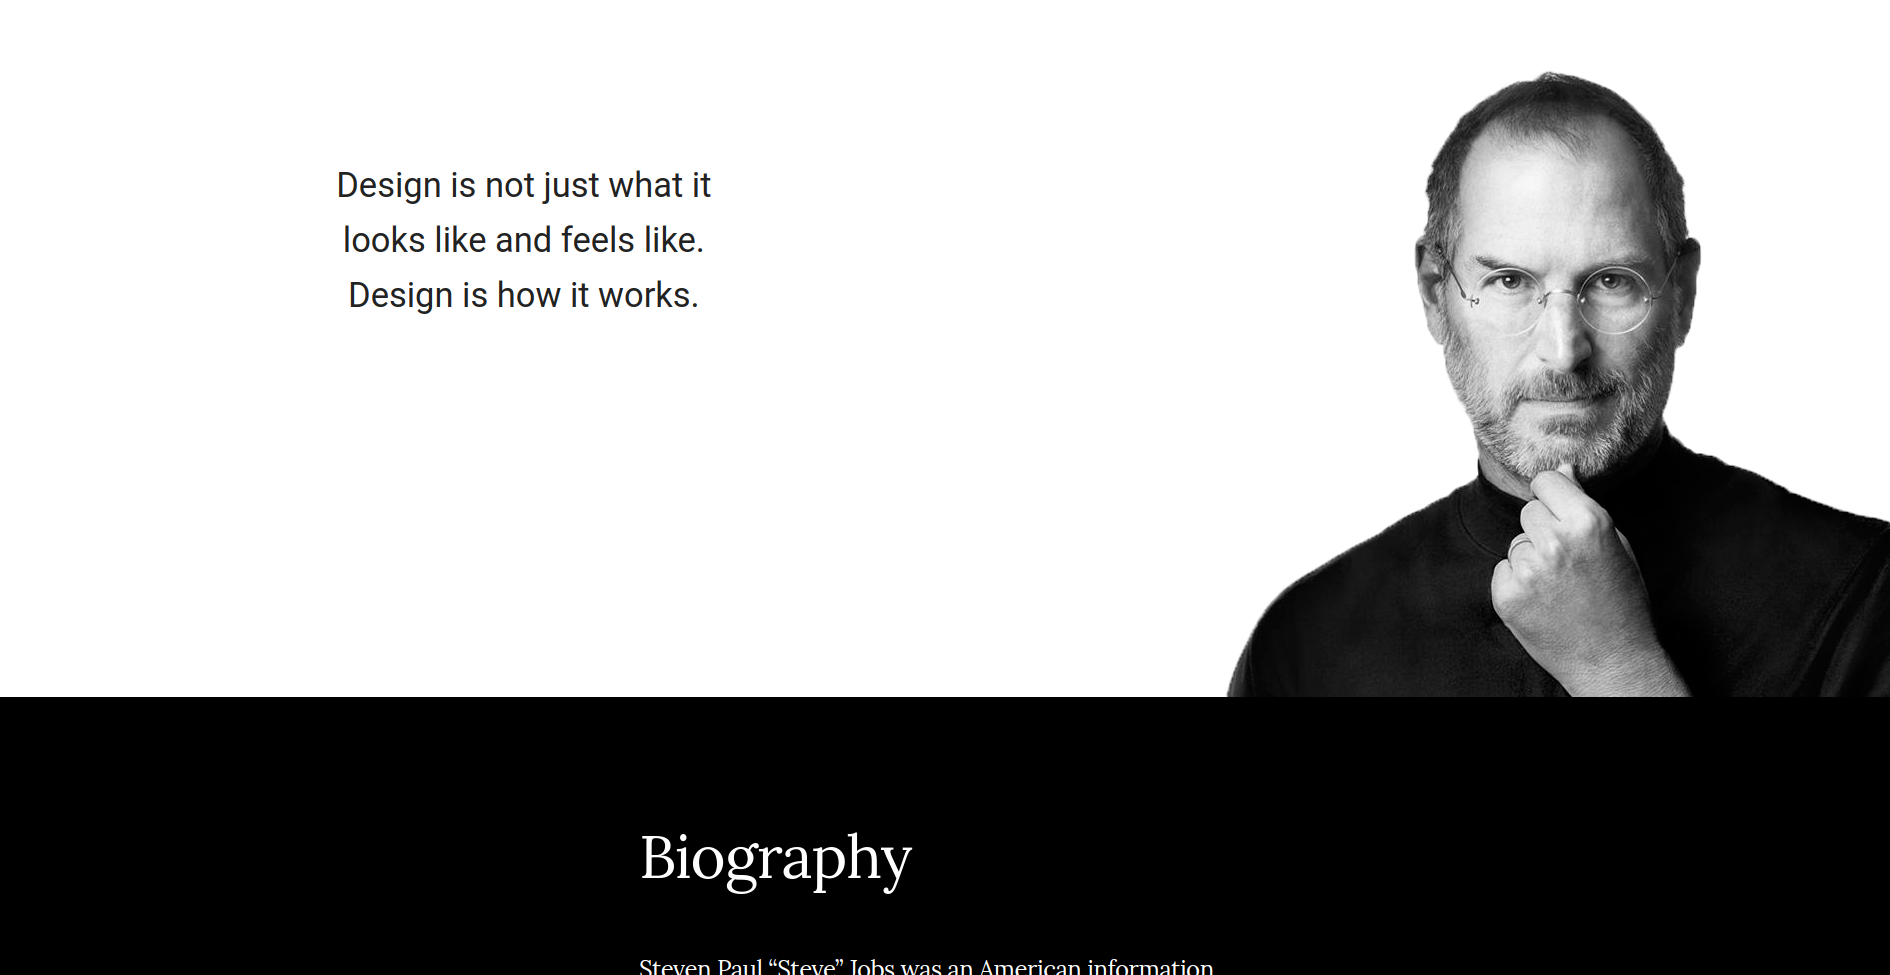 Design is not just what it
looks like and feels like.
Design is how it works.
Biography
Steven Paul “Steve” Jobs was an American information